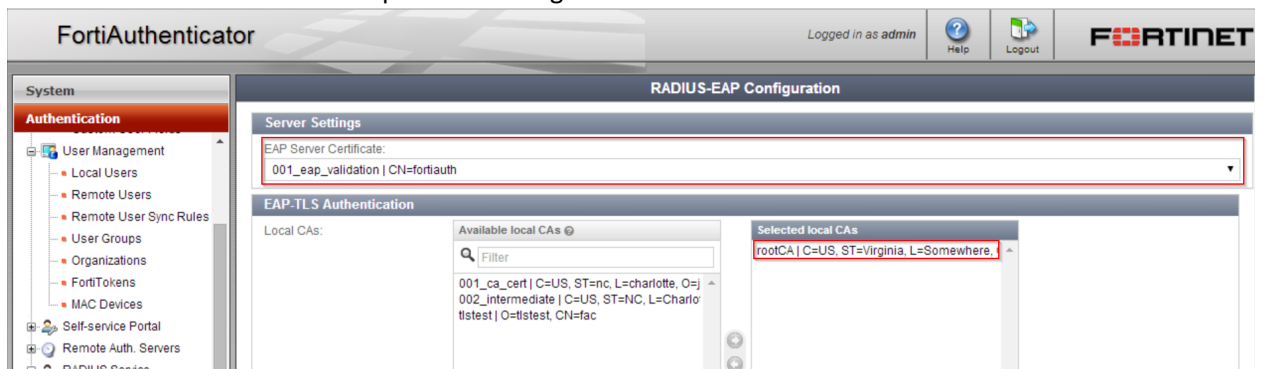 FortiAuthenticator
Logged in as admin
Help
Logout
FORTINET
System
RADIUS-EAP Configuration
Authentication
User Management
Local Users
Remote Users
Remote User Sync Rules
User Groups
Organizations
FortiTokens
MAC Devices
Self-service Portal
Remote Auth. Servers
Server Settings
EAP Server Certificate:
001_eap_validation | CN=fortiauth
EAP-TLS Authentication
Local CAs:
Available local CAs
Filter
001_ca_cert | C=US, ST=nc, L=charlotte, O=j
002_intermediate | C=US, ST=NC, L=Charlo
tlstest | O=tlstest, CN=fac
Selected local CAs
rootCA | C=US, ST=Virginia, L=Somewhere,